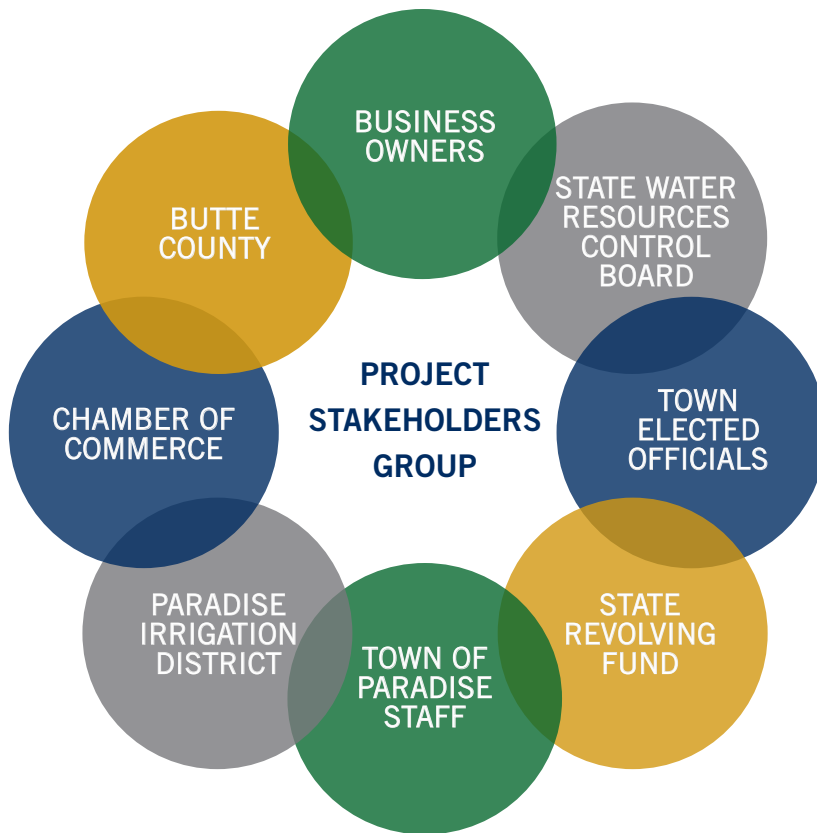 BUSINESS
OWNERS
STATE WATER
RESOURCES
CONTROL
BOARD
TOWN
ELECTED
OFFICIALS
STATE
REVOLVING
FUND
TOWN OF
PARADISE
STAFF
PARADISE
IRRIGATION
DISTRICT
CHAMBER OF
COMMERCE
BUTTE
COUNTY
PROJECT
STAKEHOLDERS
GROUP